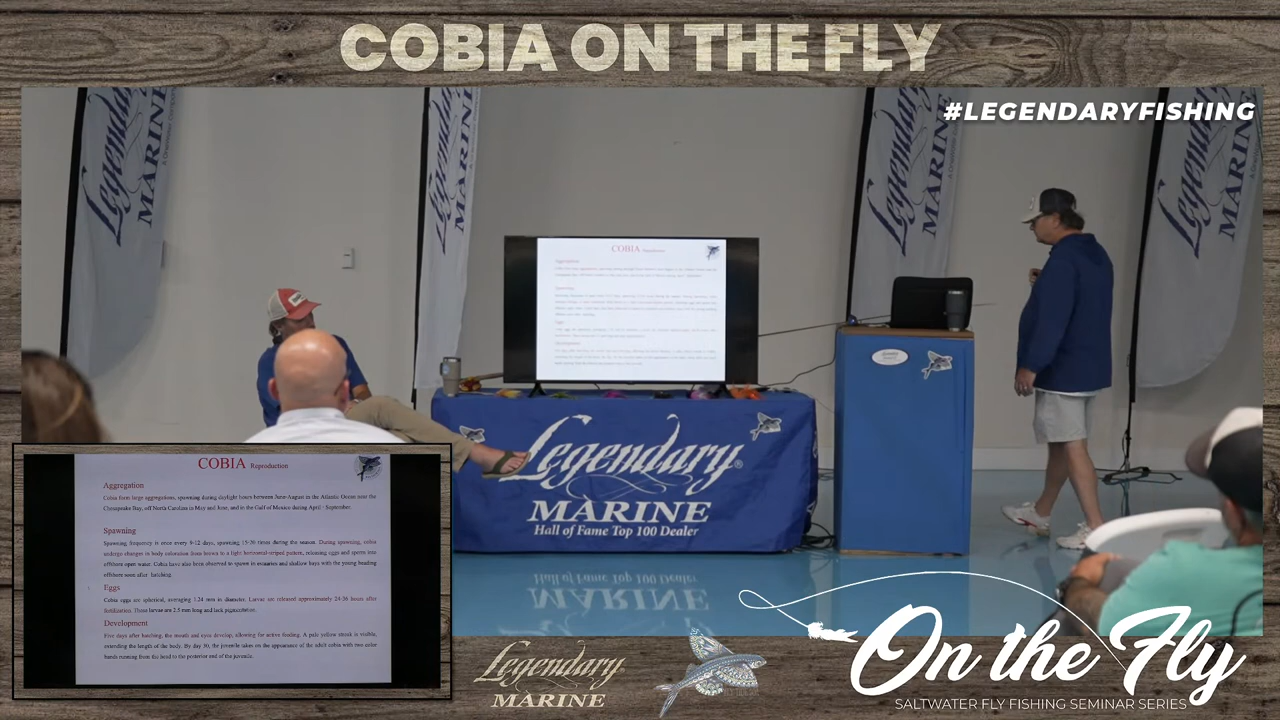 COBIA ON THE FLY
#LEGENDARYFISHING
Legendary
MARINE
Legendary
MARINE
Legendary
MARINE
Legendary
MARINE
COBIA
Legendary®
MARINE
Hall of Fame Top 100 Dealer
COBIA Reproduction
Aggregation
Cobia form large aggregations, spawning during daylight hours between June-August in the Atlantic Ocean near the
Chesapeake Bay, off North Carolina in May and June, and in the Gulf of Mexico during April - September.
Spawning
Spawning frequency is once every 9-12 days, spawning 15-36 times during the season. During spawning, cobia
undergo changes in body coloration from brown to a light horizontal-striped pattern, releasing eggs and sperm into
offshore open water. Cobia have also been observed to spawn in estuaries and shallow bays with the young heading
offshore soon after hatching.
Eggs
Cobia eggs are spherical, averaging 1.24 mm in diameter. Larvae are released approximately 24-36 hours after
fertilization. These larvae are 2.5 mm long and lack pigmentation.
Development
Five days after hatching, the mouth and eyes develop, allowing for active feeding. A pale yellow streak is visible,
extending the length of the body. By day 30, the juvenile takes on the appearance of the adult cobia with two color
bands running from the head to the posterior end of the juvenile.
Legendary
MARINE
On the Fly
SALTWATER FLY FISHING SEMINAR SERIES